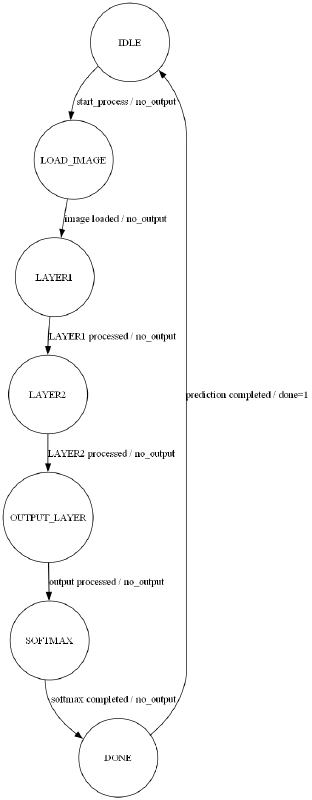 IDLE
start_process / no_output
LOAD_IMAGE
image loaded / no_output
LAYER1
LAYER1 processed / no_output
LAYER2
prediction completed / done=1
LAYER2 processed / no_output
OUTPUT_LAYER
output processed / no_output
SOFTMAX
softmax completed / no_output
DONE